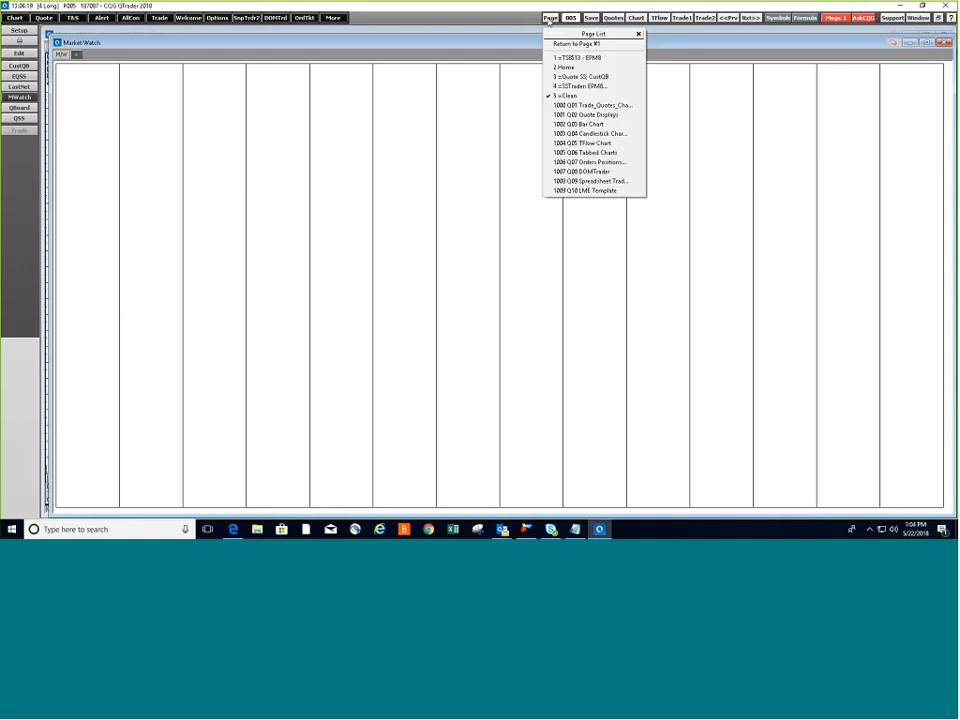 13:04:19 [4 Long] P005 107007 - CQG QTrader 2018
Chart Quote T&S Alert AllCon Trade Welcome Options SnpTrdr2 DOMTrd OrdTkt More Page 005 Save Quotes Chart TFlow Trade1 Trade2 <<Prv Nxt>> Symbols Formula Msgs: 1 AskCQG Support Window ?
Setup
Edit
CustQB
EQSS
LastNet
MWatch
QBoard
QSS
Trade
Market Watch
MW +
Page List
Return to Page #1
1 =TS8513 - EPM8
2 Home
3 =Quote SS; CustQB
4 =SSTrader: EPM8...
5 =Clean
1000 Q01 Trade_Quotes_Cha...
1001 Q02 Quote Displays
1002 Q03 Bar Chart
1003 Q04 Candlestick Char...
1004 Q05 TFlow Chart
1005 Q06 Tabbed Charts
1006 Q07 Orders Positions...
1007 Q08 DOMTrader
1008 Q09 Spreadsheet Trad...
1009 Q10 LME Template
Type here to search
1:04 PM
5/22/2018